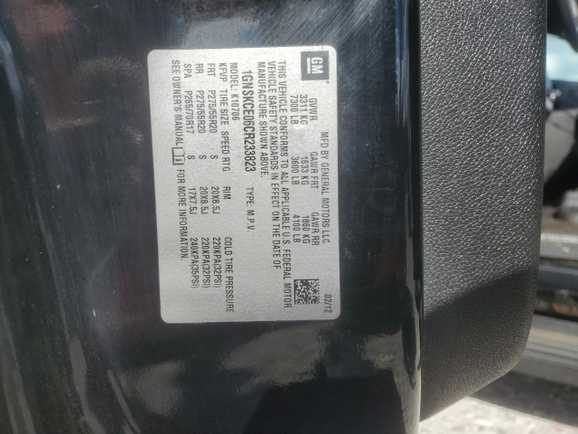 GM
MFD BY GENERAL MOTORS LLC
02/12
GVWR GAWR FRT GAWR RR
3311 KG 1633 KG 1860 KG
7300 LB 3600 LB 4100 LB
THIS VEHICLE CONFORMS TO ALL APPLICABLE U.S. FEDERAL MOTOR
VEHICLE SAFETY STANDARDS IN EFFECT ON THE DATE OF
MANUFACTURE SHOWN ABOVE.
1GNSKCE06CR233823 TYPE: M.P.V.
MODEL: K10706
KFVP TIRE SIZE SPEED RTG RIM COLD TIRE PRESSURE
FRT P275/55R20 S 20X8.5J 220KPA(32PSI)
RR P275/55R20 S 20X8.5J 220KPA(32PSI)
SPA P265/70R17 S 17X7.5J 240KPA(35PSI)
SEE OWNER'S MANUAL FOR MORE INFORMATION.